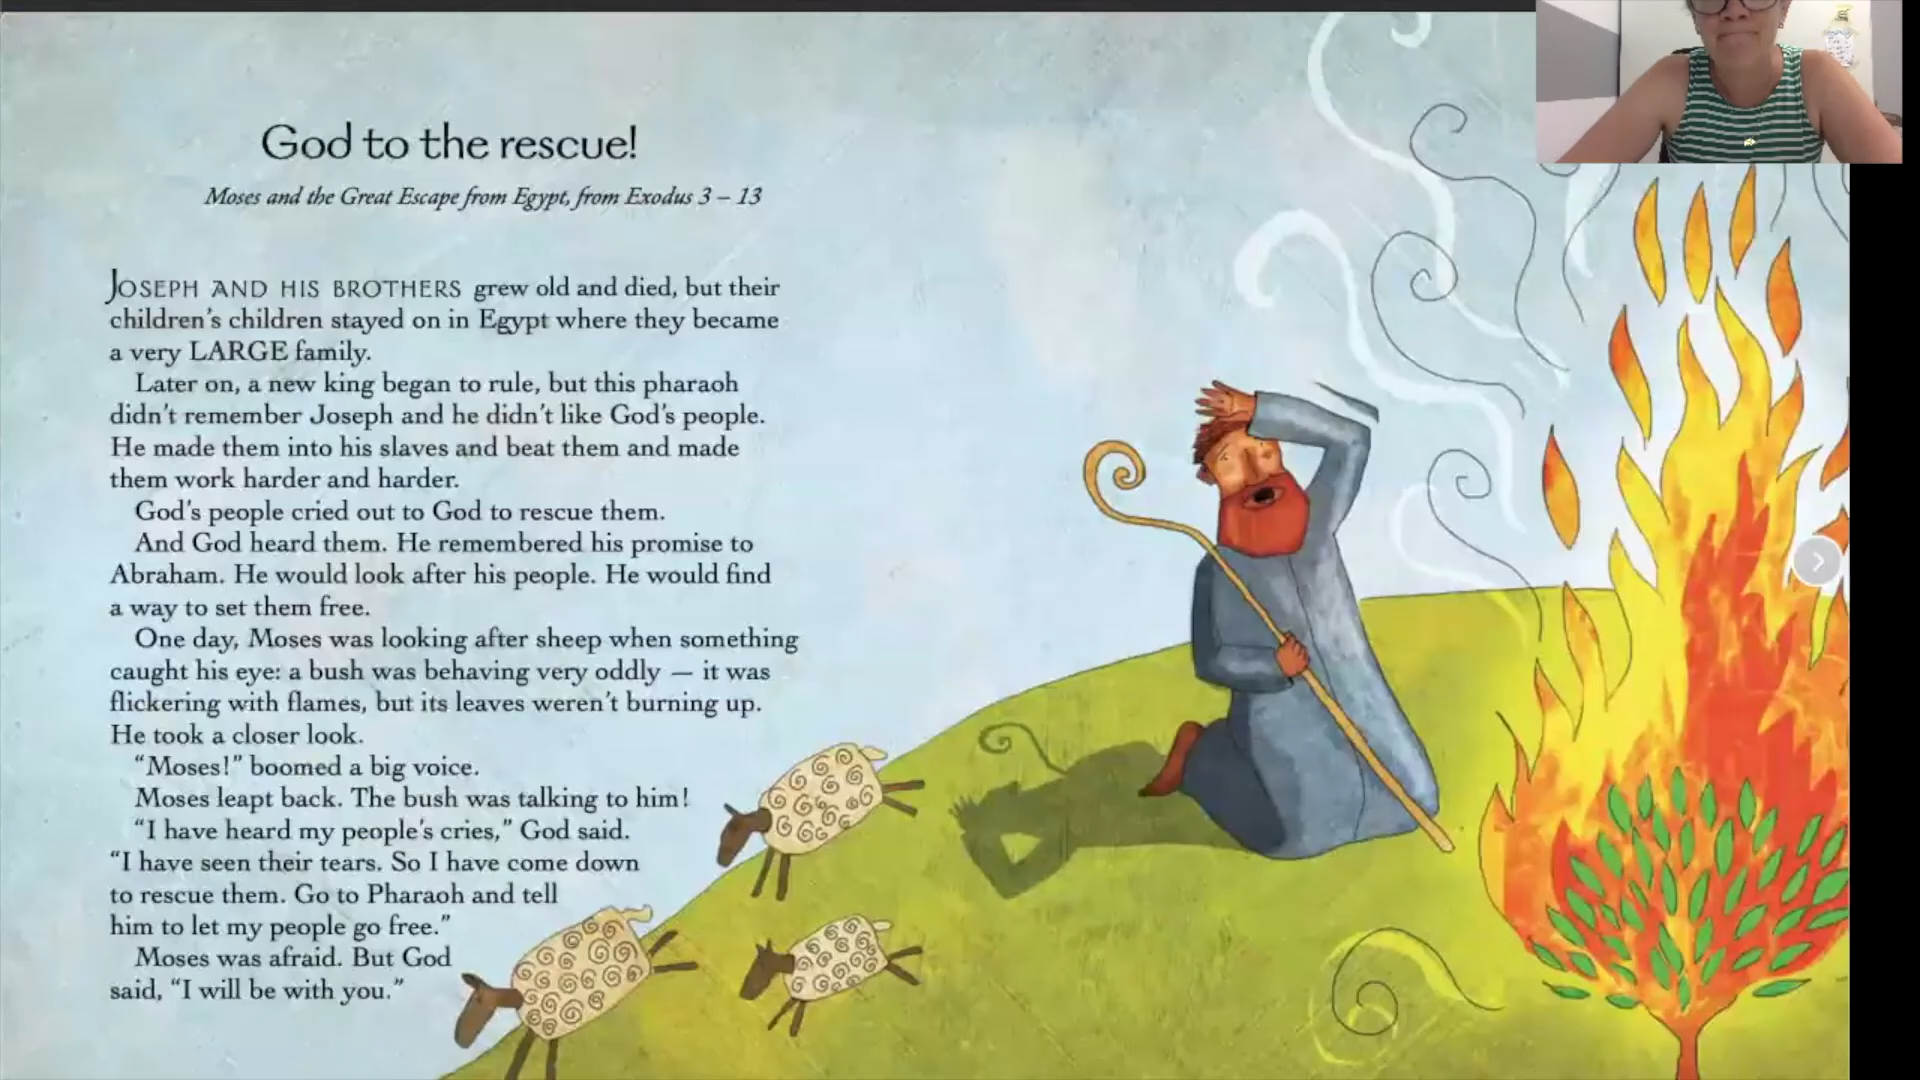 God to the rescue!
Moses and the Great Escape from Egypt, from Exodus 3 – 13
JOSEPH AND HIS BROTHERS grew old and died, but their
children's children stayed on in Egypt where they became
a very LARGE family.
Later on, a new king began to rule, but this pharaoh
didn't remember Joseph and he didn't like God's people.
He made them into his slaves and beat them and made
them work harder and harder.
God's people cried out to God to rescue them.
And God heard them. He remembered his promise to
Abraham. He would look after his people. He would find
a way to set them free.
One day, Moses was looking after sheep when something
caught his eye: a bush was behaving very oddly — it was
flickering with flames, but its leaves weren't burning up.
He took a closer look.
"Moses!" boomed a big voice.
Moses leapt back. The bush was talking to him!
"I have heard my people's cries," God said.
"I have seen their tears. So I have come down
to rescue them. Go to Pharaoh and tell
him to let my people go free."
Moses was afraid. But God
said, "I will be with you."